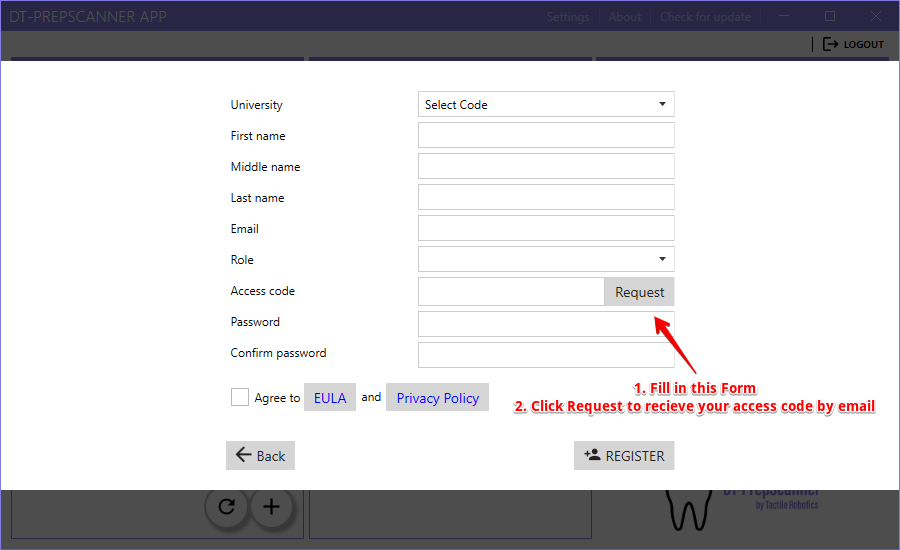 DT-PREPSCANNER APP
Settings
About
Check for update
LOGOUT
University
Select Code
First name
Middle name
Last name
Email
Role
Access code
Request
Password
Confirm password
1. Fill in this Form
Agree to EULA and Privacy Policy
2. Click Request to recieve your access code by email
Back
REGISTER
DT-PrepScanner
by Tactile Robotics